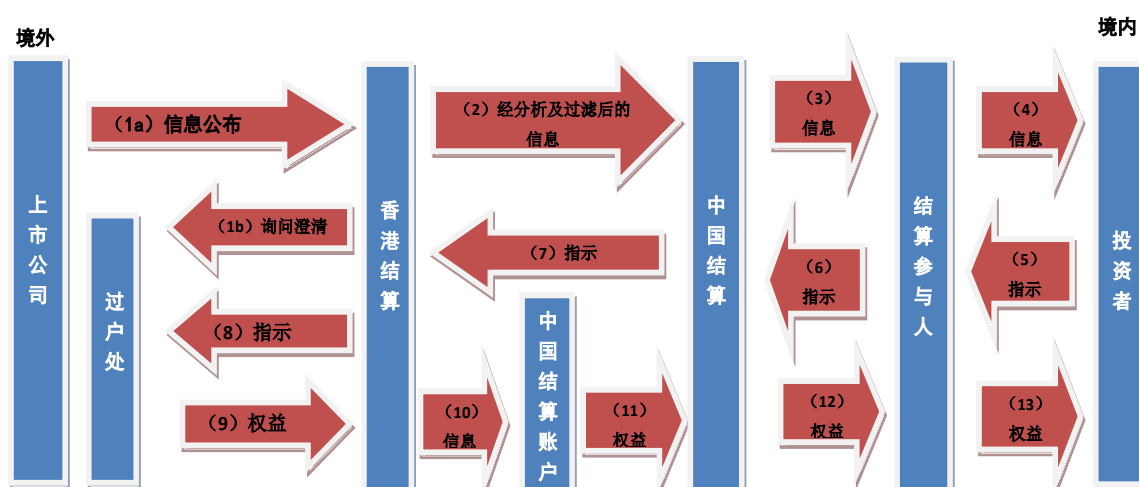 境外
境内
上市公司
过户处
香港结算
中国结算账户
中国结算
结算参与人
投资者
（1a）信息公布
（2）经分析及过滤后的
信息
（3）
信息
（4）
信息
（1b）询问澄清
（7）指示
（6）
指示
（5）
指示
（8）指示
（9）权益
（10）
信息
（11）
权益
（12）
权益
（13）
权益